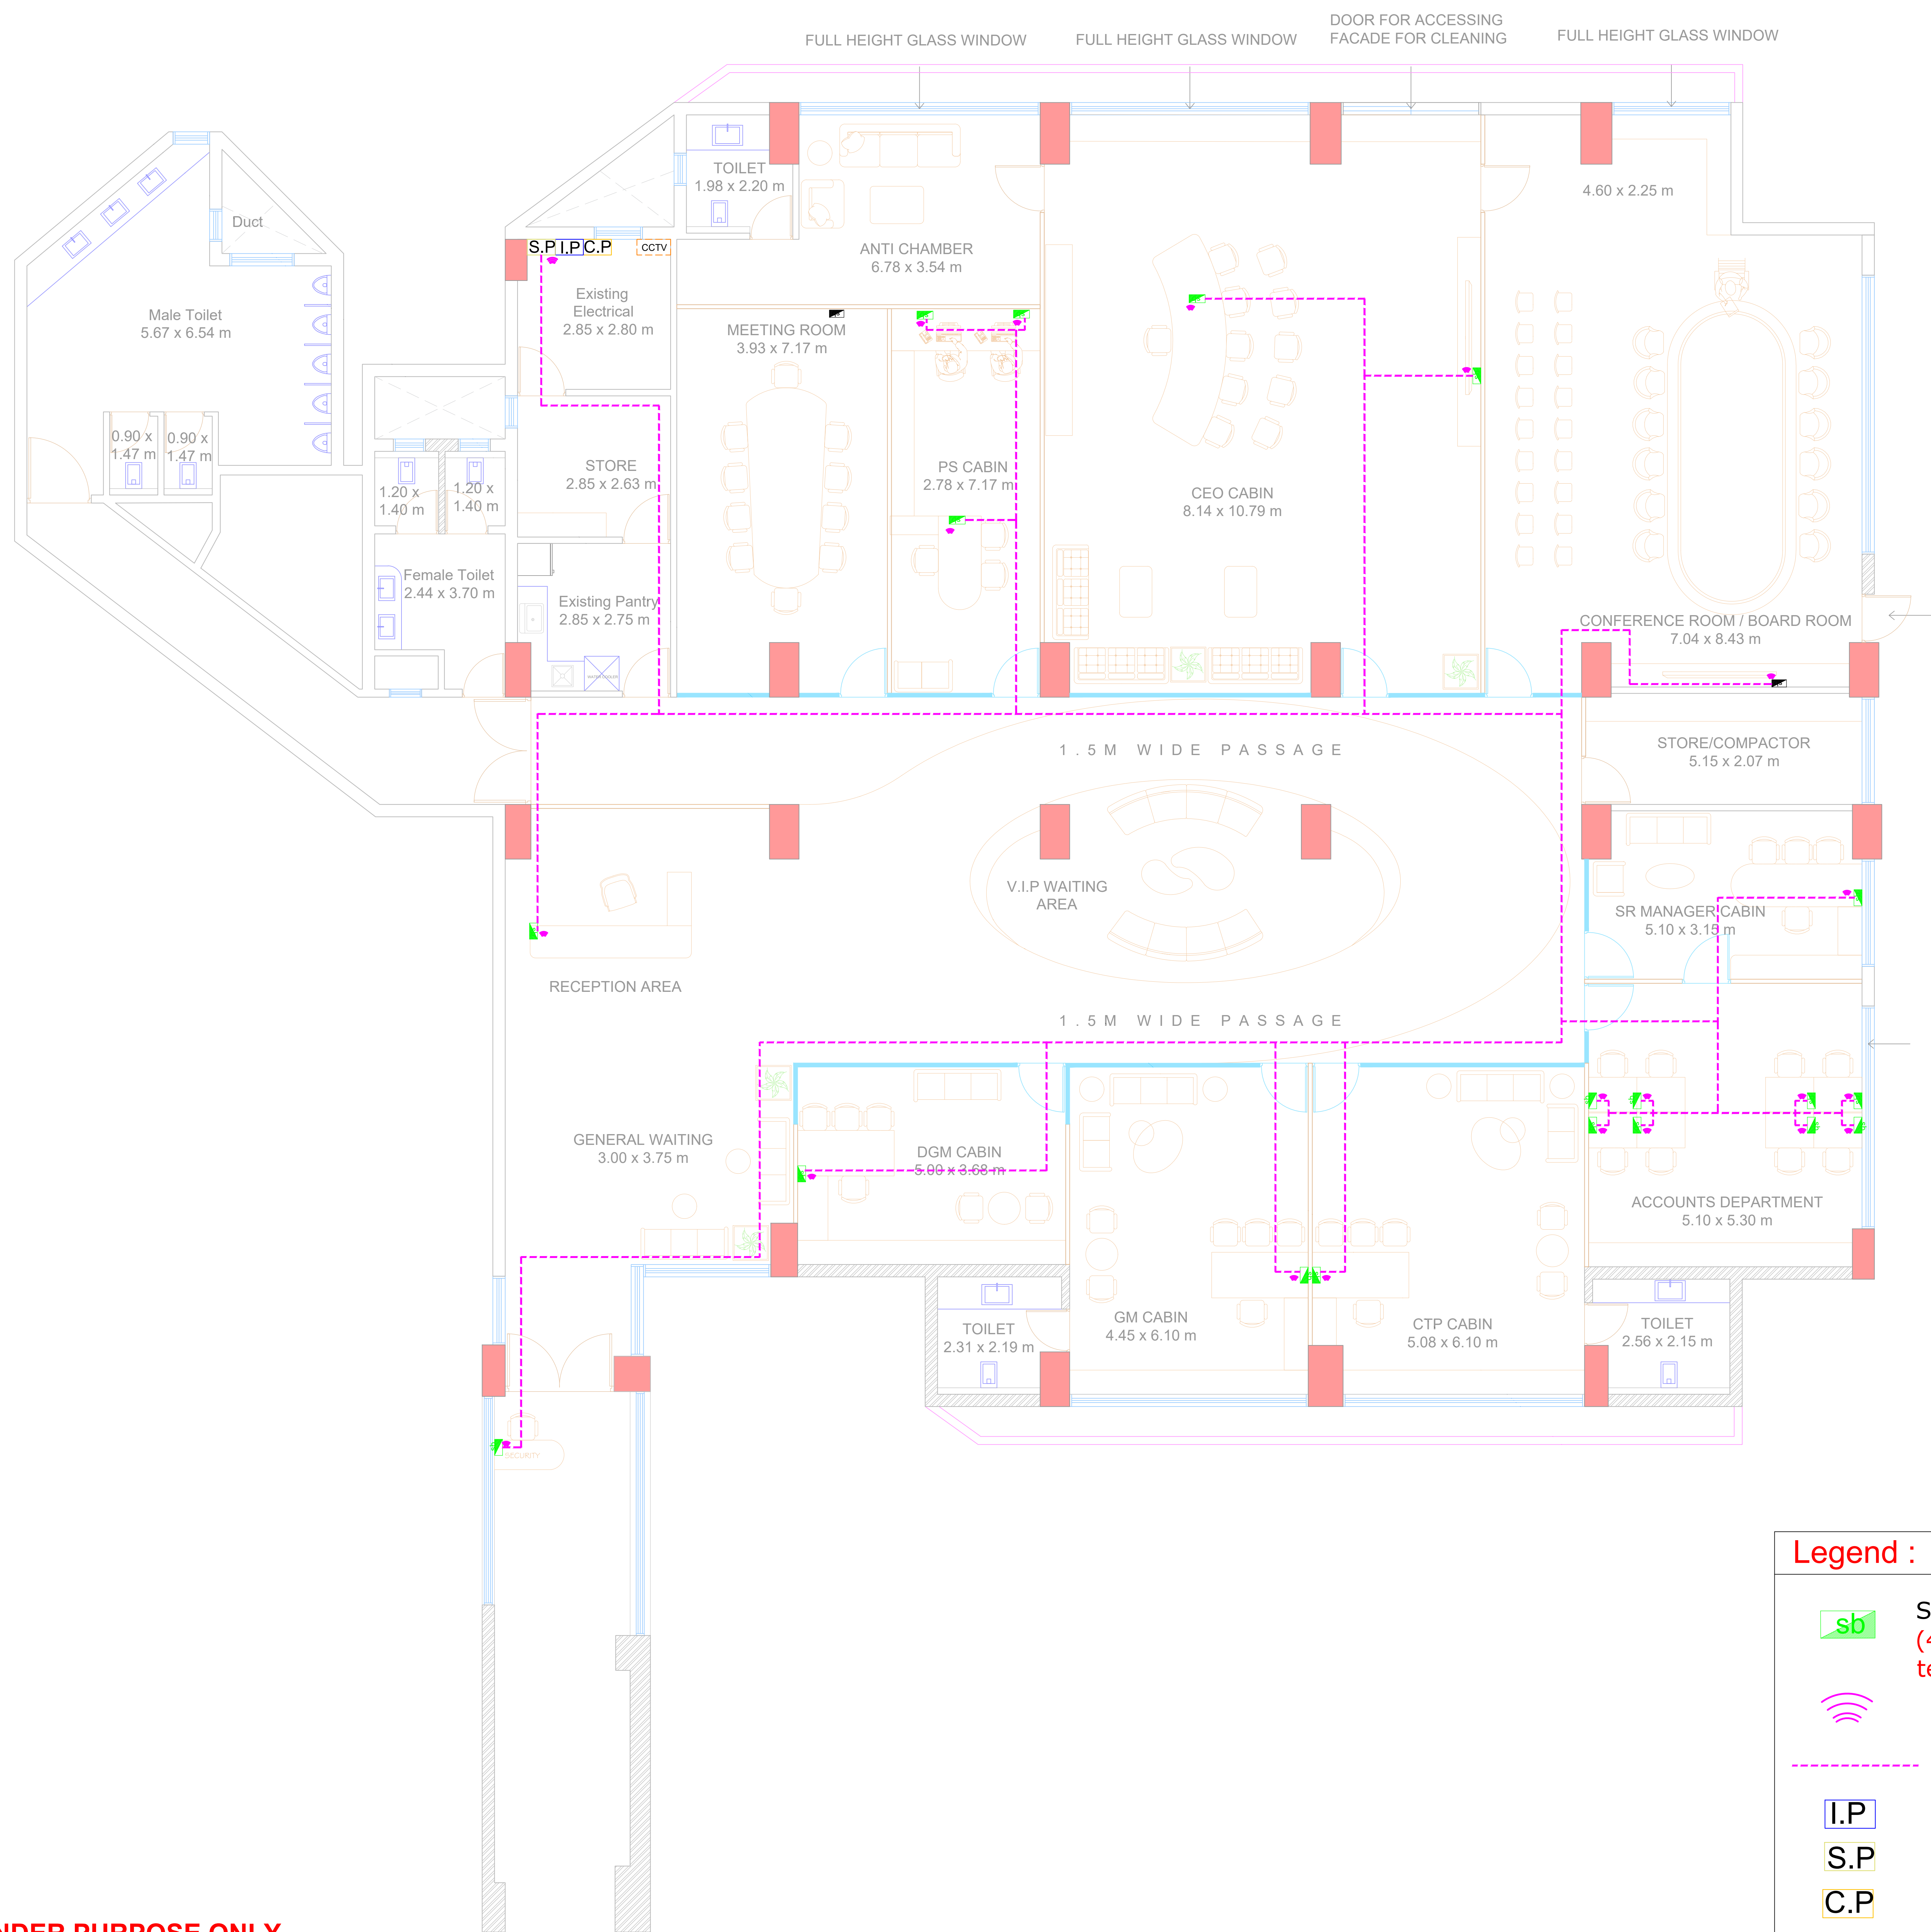 DOOR FOR ACCESSING
FACADE FOR CLEANING
FULL HEIGHT GLASS WINDOW
FULL HEIGHT GLASS WINDOW
FULL HEIGHT GLASS WINDOW
TOILET
1.98 x 2.20 m
4.60 x 2.25 m
Duct
S.P
I.P
C.P
CCTV
ANTI CHAMBER
6.78 x 3.54 m
Existing
Electrical
2.85 x 2.80 m
Male Toilet
5.67 x 6.54 m
MEETING ROOM
3.93 x 7.17 m
0.90 x
1.47 m
0.90 x
1.47 m
STORE
2.85 x 2.63 m
PS CABIN
2.78 x 7.17 m
CEO CABIN
8.14 x 10.79 m
1.20 x
1.40 m
1.20 x
1.40 m
Female Toilet
2.44 x 3.70 m
Existing Pantry
2.85 x 2.75 m
WATER COOLER
CONFERENCE ROOM / BOARD ROOM
7.04 x 8.43 m
1.5M WIDE PASSAGE
STORE/COMPACTOR
5.15 x 2.07 m
V.I.P WAITING
AREA
SR MANAGER CABIN
5.10 x 3.15 m
RECEPTION AREA
1.5M WIDE PASSAGE
GENERAL WAITING
3.00 x 3.75 m
DGM CABIN
5.00 x 3.68 m
ACCOUNTS DEPARTMENT
5.10 x 5.30 m
GM CABIN
4.45 x 6.10 m
CTP CABIN
5.08 x 6.10 m
TOILET
2.31 x 2.19 m
TOILET
2.56 x 2.15 m
SECURITY
Legend :
sb
I.P
S.P
C.P
PURPOSE ONLY